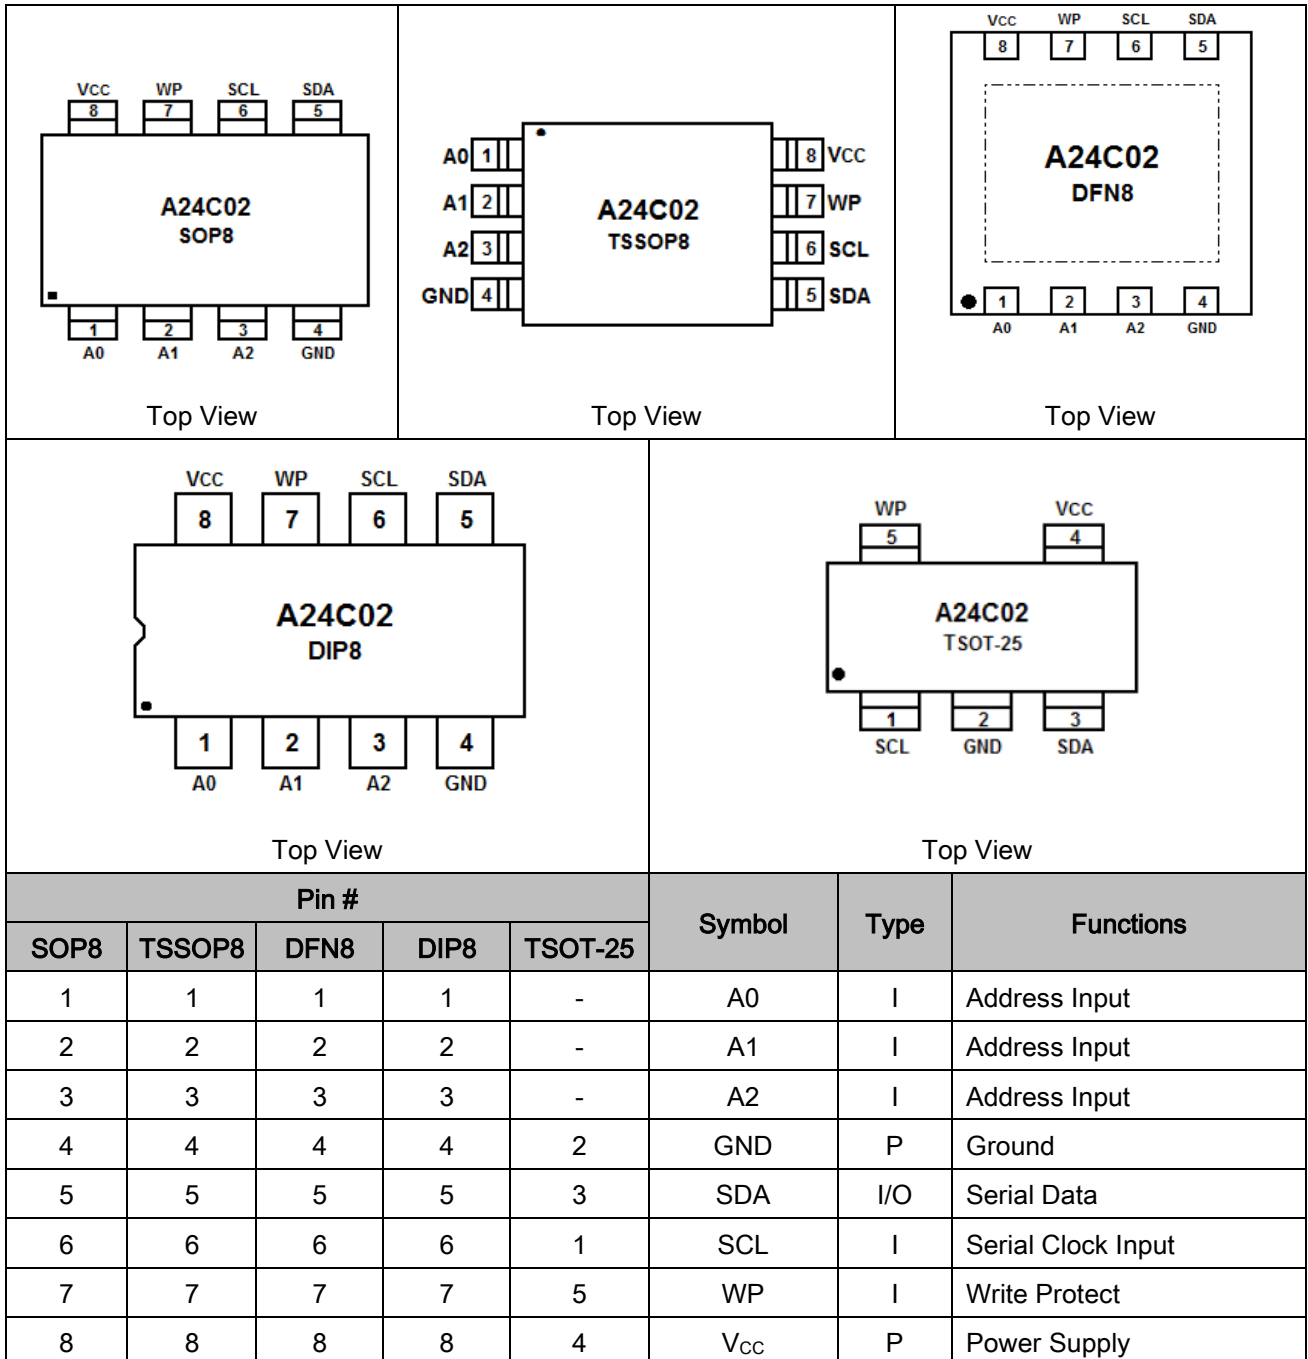 VCC WP SCL SDA
8 7 6 5
A24C02
SOP8
1 2 3 4
A0 A1 A2 GND
Top View
A0 1 8 VCC
A1 2 7 WP
A2 3 6 SCL
GND 4 5 SDA
A24C02
TSSOP8
Top View
VCC WP SCL SDA
8 7 6 5
A24C02
DFN8
1 2 3 4
A0 A1 A2 GND
Top View
VCC WP SCL SDA
8 7 6 5
A24C02
DIP8
1 2 3 4
A0 A1 A2 GND
Top View
WP VCC
5 4
A24C02
TSOT-25
1 2 3
SCL GND SDA
Top View
Pin # Symbol Type Functions
SOP8 TSSOP8 DFN8 DIP8 TSOT-25
1 1 1 1 - A0 I Address Input
2 2 2 2 - A1 I Address Input
3 3 3 3 - A2 I Address Input
4 4 4 4 2 GND P Ground
5 5 5 5 3 SDA I/O Serial Data
6 6 6 6 1 SCL I Serial Clock Input
7 7 7 7 5 WP I Write Protect
8 8 8 8 4 VCC P Power Supply